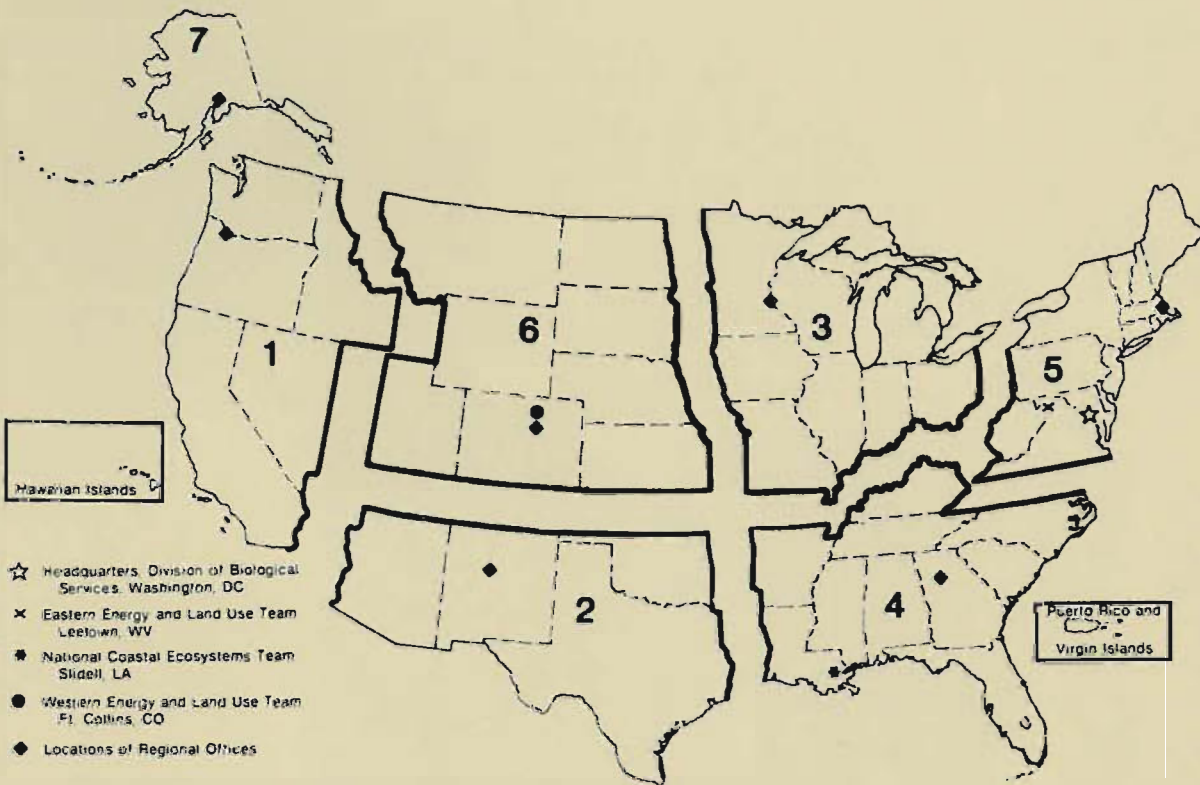 7
1
6
3
5
2
4
Hawaiian Islands
Puerto Rico and
Virgin Islands
Headquarters, Division of Biological
Services, Washington, DC
Eastern Energy and Land Use Team
Leetown, WV
National Coastal Ecosystems Team
Slidell, LA
Western Energy and Land Use Team
Ft. Collins, CO
Locations of Regional Offices